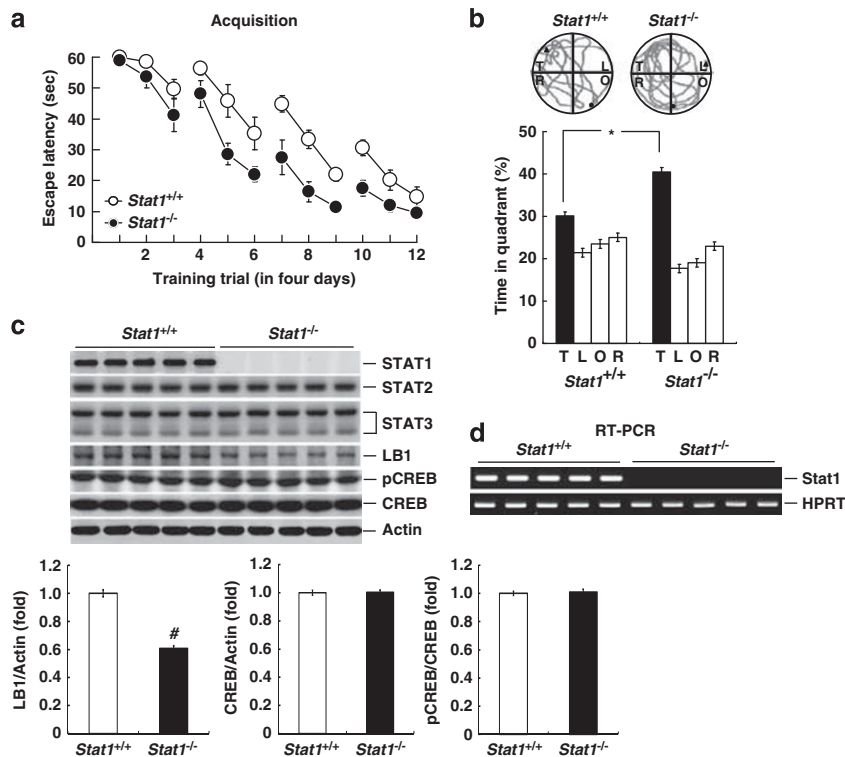 a
Acquisition
Escape latency (sec)
60
50
40
30
20
10
Stat1+/+
Stat1-/-
2
4
6
8
10
12
Training trial (in four days)
b
Stat1+/+
Stat1-/-
T
L
R
O
T
L
R
O
*
Time in quadrant (%)
50
40
30
20
10
0
T L O R
T L O R
Stat1+/+
Stat1-/-
c
Stat1+/+
Stat1-/-
STAT1
STAT2
STAT3
LB1
pCREB
CREB
Actin
d
RT-PCR
Stat1+/+
Stat1-/-
Stat1
HPRT
LB1/Actin (fold)
1.2
1.0
0.8
0.6
0.4
0.2
0
#
Stat1+/+
Stat1-/-
CREB/Actin (fold)
1.2
1.0
0.8
0.6
0.4
0.2
0
Stat1+/+
Stat1-/-
pCREB/CREB (fold)
1.2
1.0
0.8
0.6
0.4
0.2
0
Stat1+/+
Stat1-/-